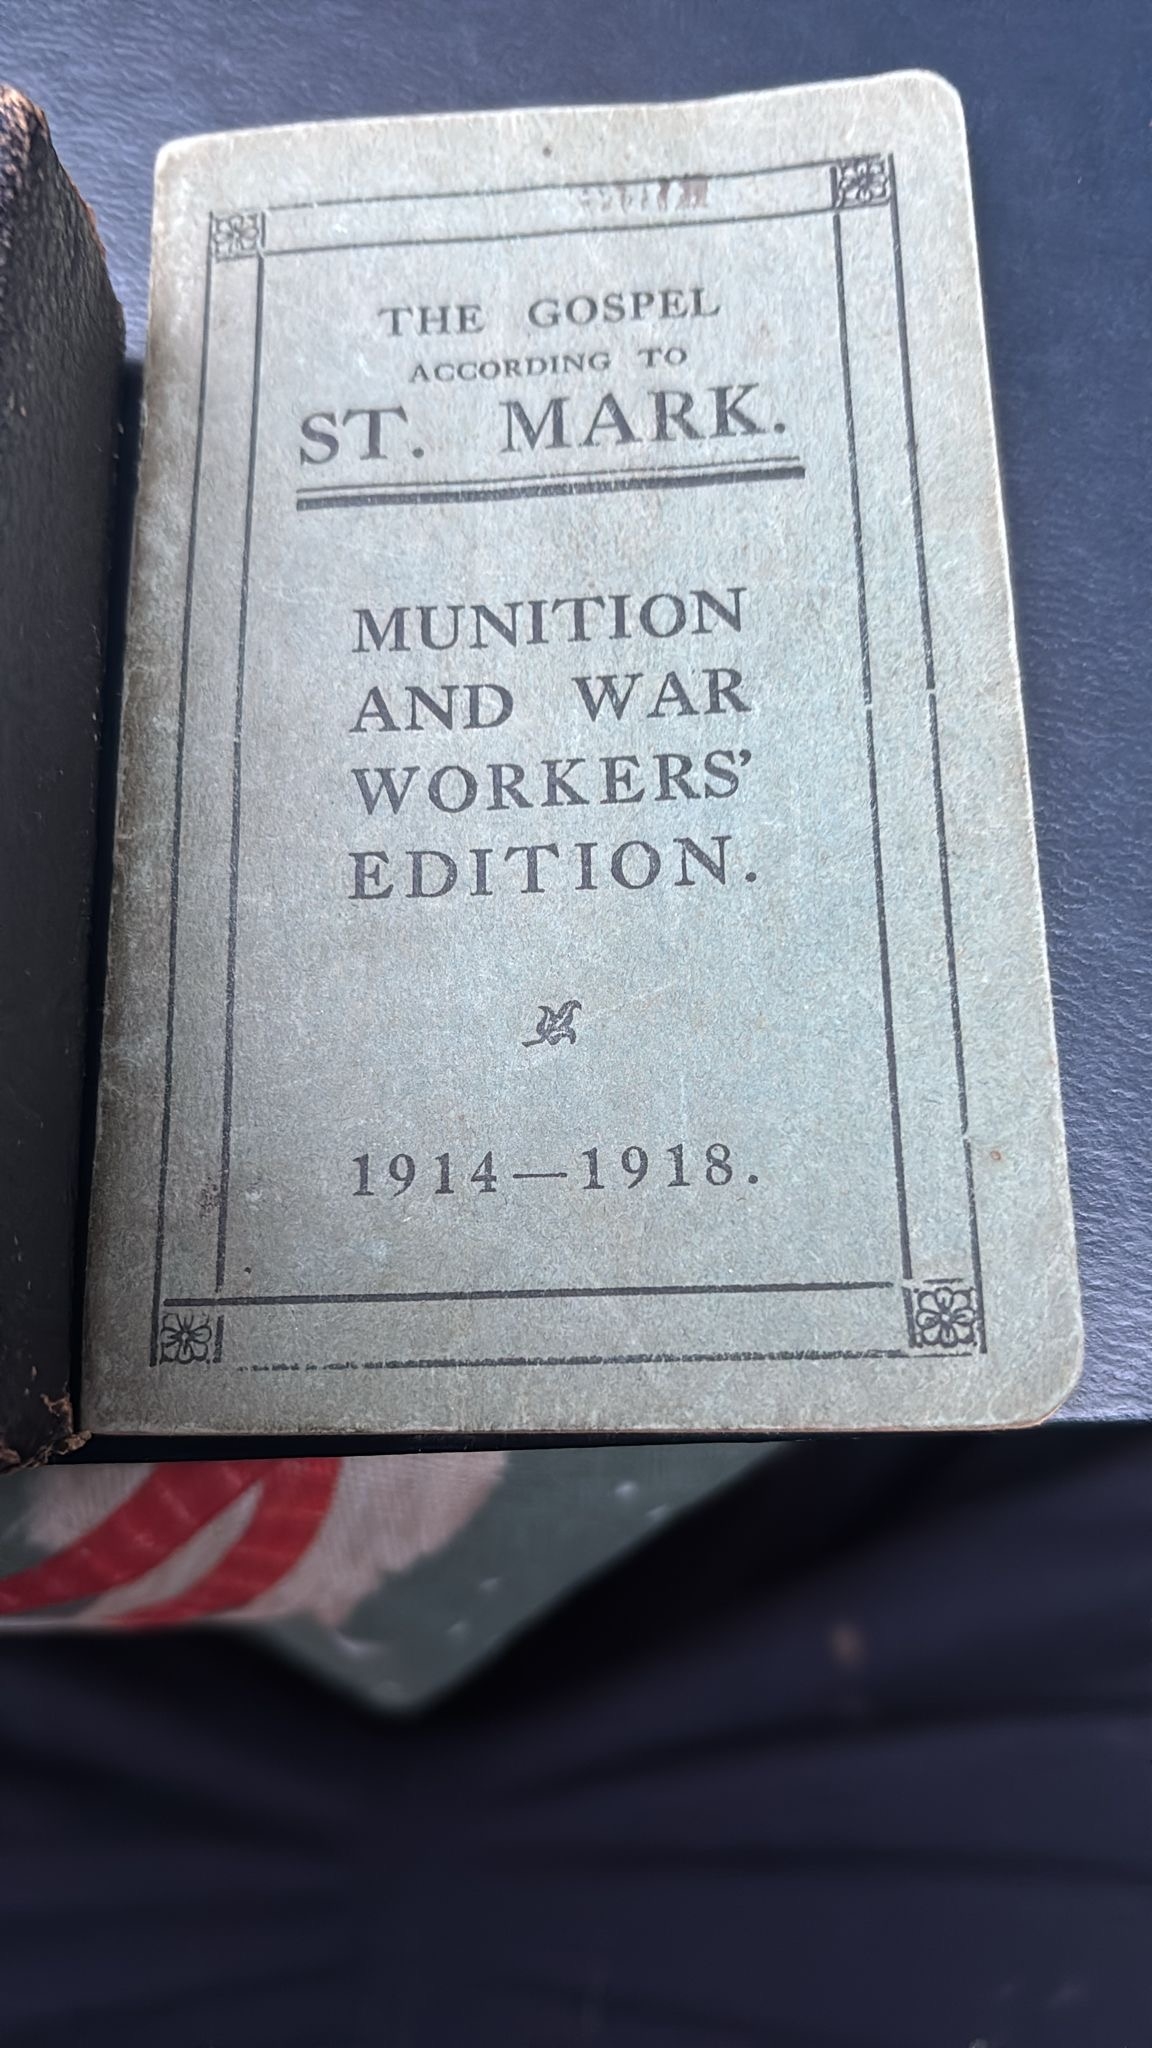 THE GOSPEL
ACCORDING TO
ST. MARK.
MUNITION
AND WAR
WORKERS’
EDITION.
1914—1918.